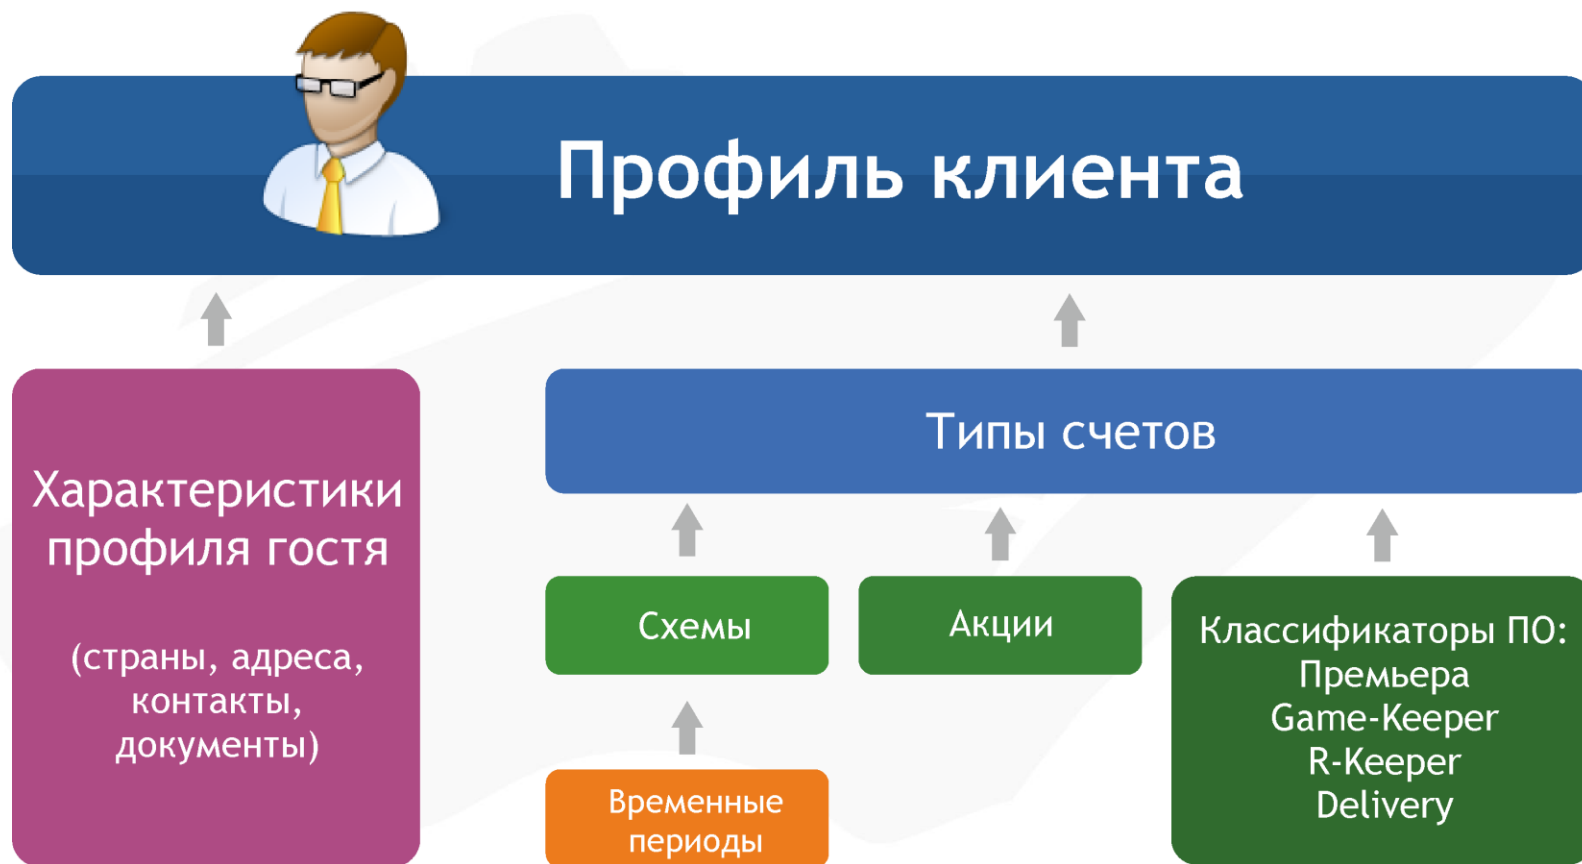 Профиль клиента
Характеристики
профиля гостя
(страны, адреса,
контакты,
документы)
Типы счетов
Схемы
Акции
Классификаторы ПО:
Премьера
Game-Keeper
R-Keeper
Delivery
Временные
периоды